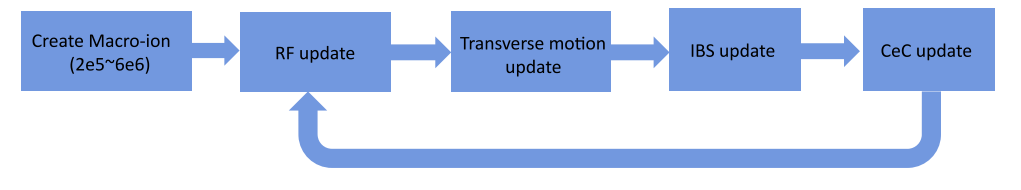 Create Macro-ion
(2e5~6e6)
RF update
Transverse motion
update
IBS update
CeC update